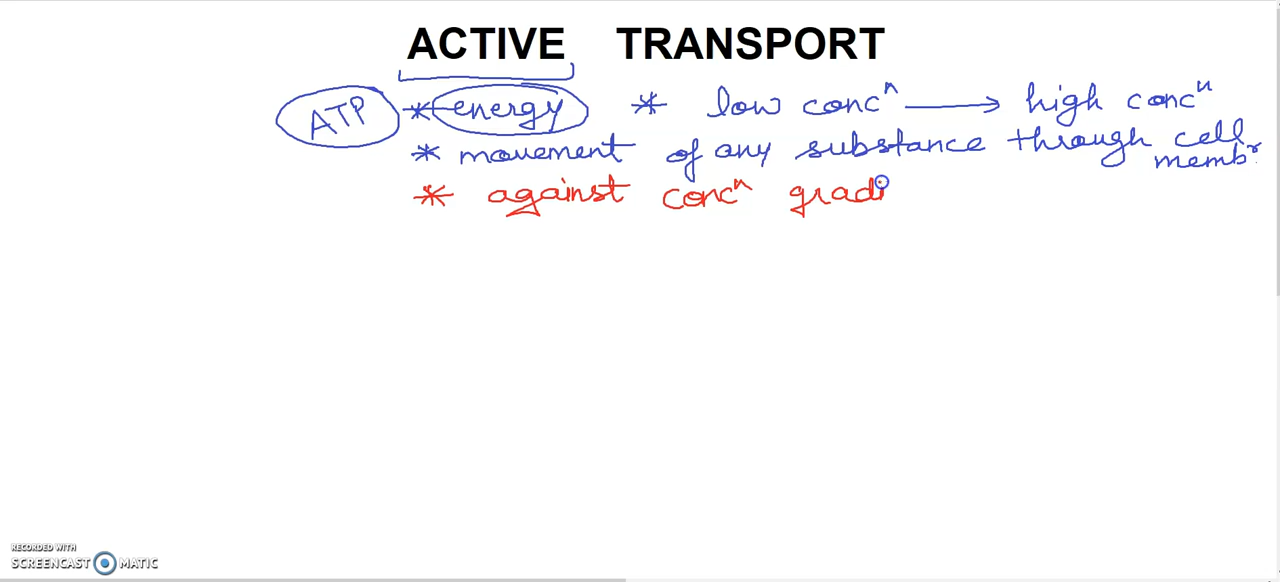 ACTIVE TRANSPORT
ATP * energy * low concⁿ → high concⁿ
* movement of any substance through cell membr
* against concⁿ gradi
RECORDED WITH
SCREENCAST MATIC